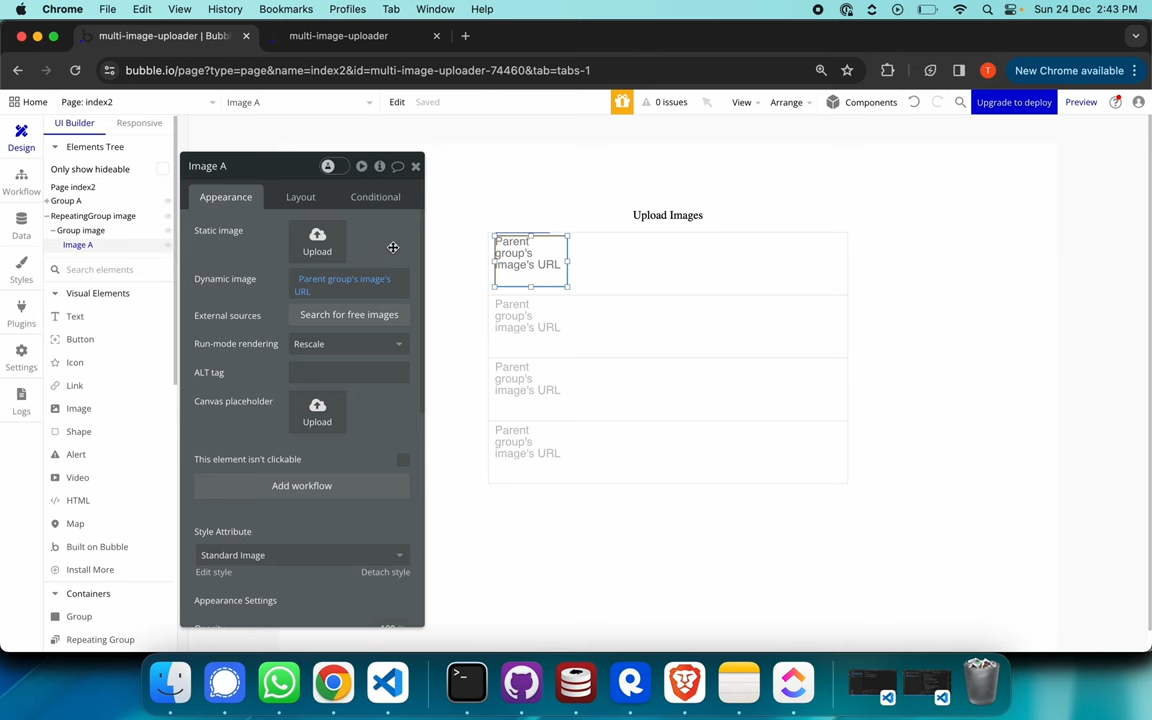 Chrome File Edit View History Bookmarks Profiles Tab Window Help Sun 24 Dec 2:43 PM
multi-image-uploader | Bubbl multi-image-uploader
bubble.io/page?type=page&name=index2&id=multi-image-uploader-74460&tab=tabs-1 T New Chrome available
Home Page: index2 Image A Edit Saved 0 issues View Arrange Components Upgrade to deploy Preview
Design
Workflow
Data
Styles
Plugins
Settings
Logs
UI Builder Responsive
Elements Tree
Only show hideable
Page index2
Group A
RepeatingGroup image
Group image
Image A
Search elements
Visual Elements
Text
Button
Icon
Link
Image
Shape
Alert
Video
HTML
Map
Built on Bubble
Install More
Containers
Group
Repeating Group
Image A
Appearance Layout Conditional
Static image Upload
Dynamic image Parent group's image's
URL
External sources Search for free images
Run-mode rendering Rescale
ALT tag
Canvas placeholder Upload
This element isn't clickable
Add workflow
Style Attribute
Standard Image
Edit style Detach style
Appearance Settings
Upload Images
Parent
group's
image's URL
Parent
group's
image's URL
Parent
group's
image's URL
Parent
group's
image's URL